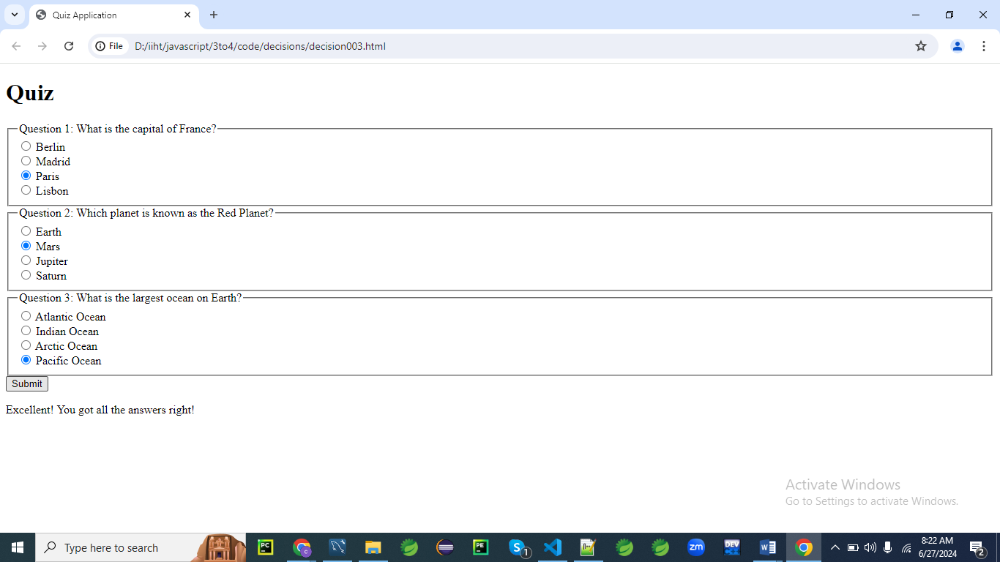 Quiz Application
File
D:/iiht/javascript/3to4/code/decisions/decision003.html
Quiz
Question 1: What is the capital of France?
Berlin
Madrid
Paris
Lisbon
Question 2: Which planet is known as the Red Planet?
Earth
Mars
Jupiter
Saturn
Question 3: What is the largest ocean on Earth?
Atlantic Ocean
Indian Ocean
Arctic Ocean
Pacific Ocean
Submit
Excellent! You got all the answers right!
Activate Windows
Go to Settings to activate Windows.
Type here to search
PC
c
PE
S
1
zm
DEV
W
8:22 AM
6/27/2024
2